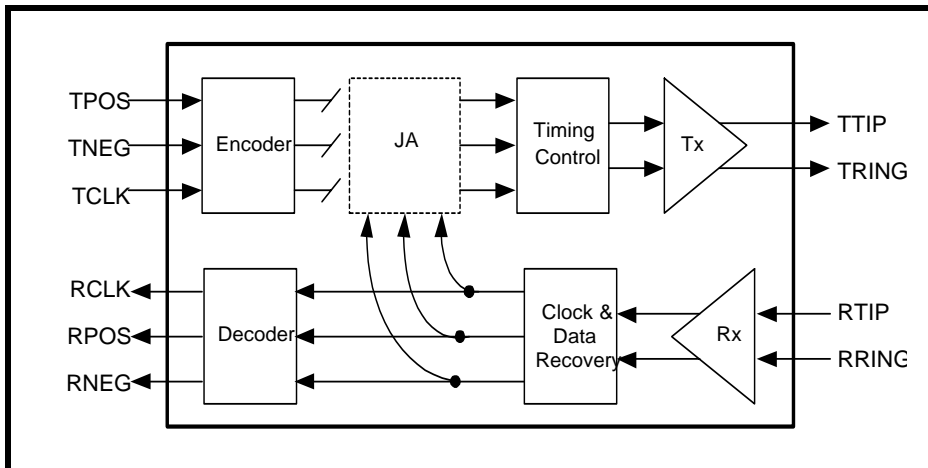 TPOS
TNEG
TCLK
Encoder
JA
Timing
Control
Tx
TTIP
TRING
RCLK
RPOS
RNEG
Decoder
Clock &
Data
Recovery
Rx
RTIP
RRING